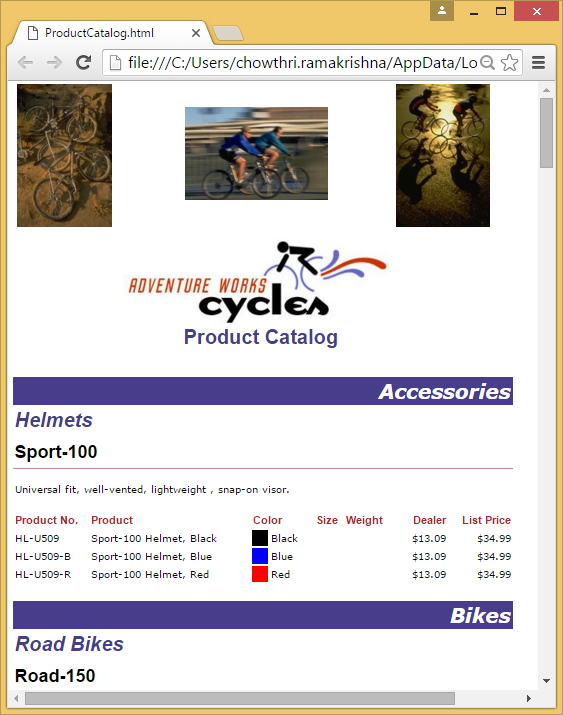 ProductCatalog.html
file:///C:/Users/chowthri.ramakrishna/AppData/Lo
ADVENTURE WORKS
cycles
Product Catalog
Accessories
Helmets
Sport-100
Universal fit, well-vented, lightweight , snap-on visor.
Product No. Product Color Size Weight Dealer List Price
HL-U509 Sport-100 Helmet, Black Black $13.09 $34.99
HL-U509-B Sport-100 Helmet, Blue Blue $13.09 $34.99
HL-U509-R Sport-100 Helmet, Red Red $13.09 $34.99
Bikes
Road Bikes
Road-150